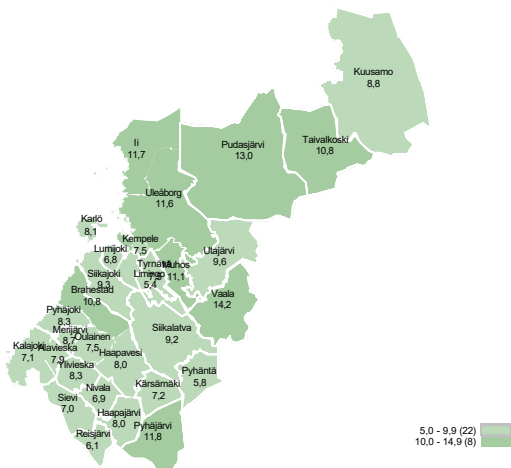 Kuusamo
8,8
Taivalkoski
10,8
Pudasjärvi
13,0
Ii
11,7
Uleåborg
11,6
Karlö
8,1
Kempele
7,5
Lumijoki
6,8
Utajärvi
9,6
Tyrnävä
Muhos
11,1
Limingo
5,4
Siikajoki
9,3
Brahestad
10,8
Vaala
14,2
Pyhäjoki
8,3
Merijärvi
8,7
Oulainen
7,5
Siikalatva
9,2
Kalajoki
7,1
Alavieska
7,9
Haapavesi
8,0
Ylivieska
8,3
Pyhäntä
5,8
Kärsämäki
7,2
Nivala
6,9
Sievi
7,0
Haapajärvi
8,0
Reisjärvi
6,1
Pyhäjärvi
11,8
5,0 - 9,9 (22)
10,0 - 14,9 (8)